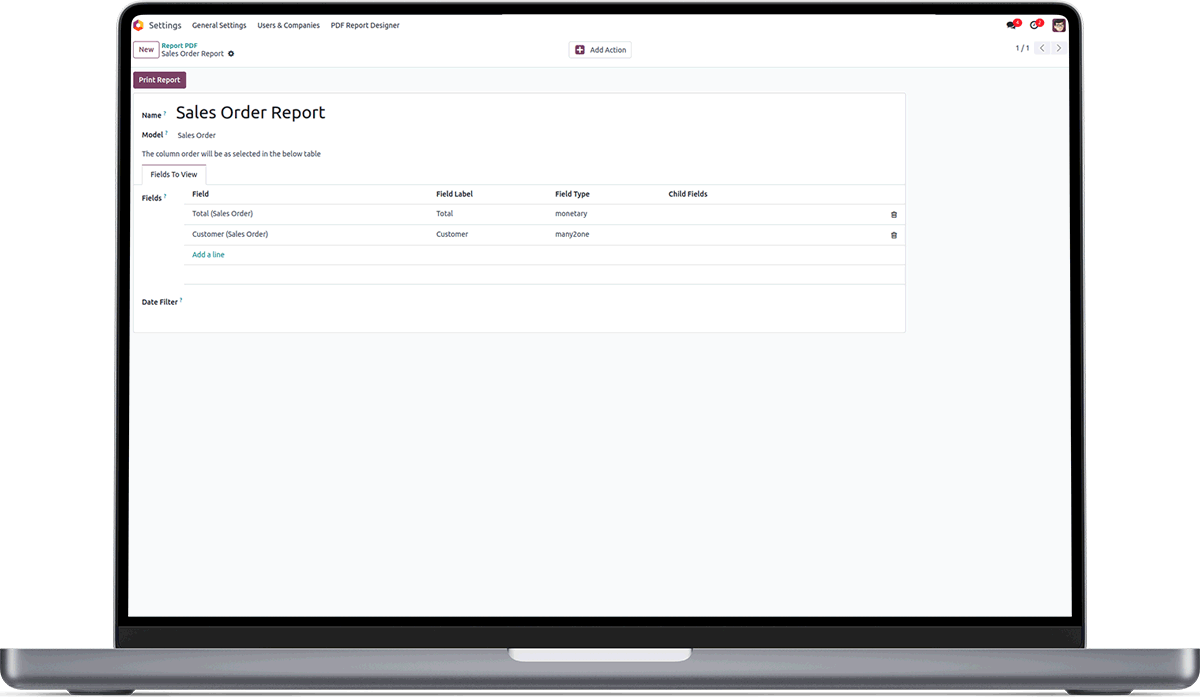 Settings General Settings Users & Companies PDF Report Designer 4 2
New Report PDF
Sales Order Report
Add Action 1 / 1
Print Report
Name ? Sales Order Report
Model ? Sales Order
The column order will be as selected in the below table
Fields To View
Fields ? Field Field Label Field Type Child Fields
Total (Sales Order) Total monetary
Customer (Sales Order) Customer many2one
Add a line
Date Filter ?